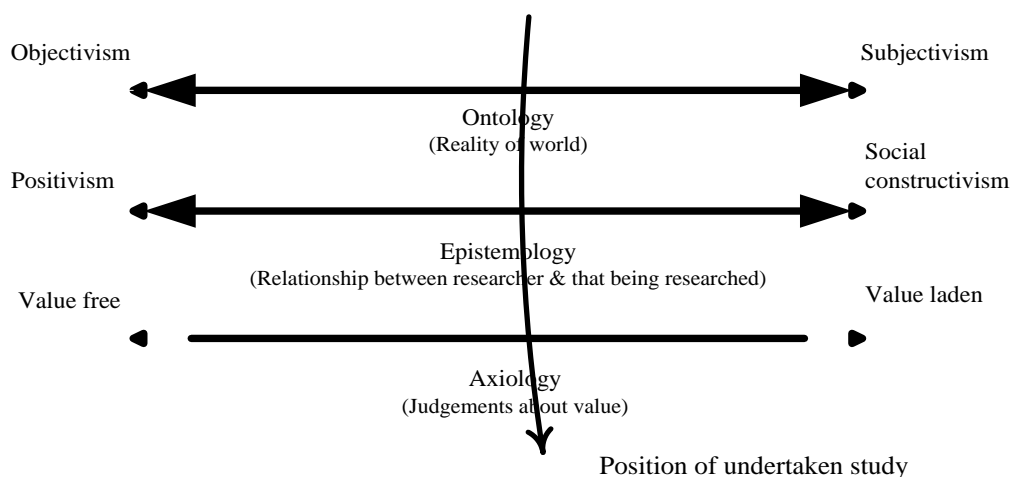 Objectivism
Subjectivism
Ontology
(Reality of world)
Positivism
Social
constructivism
Epistemology
(Relationship between researcher & that being researched)
Value free
Value laden
Axiology
(Judgements about value)
Position of undertaken study